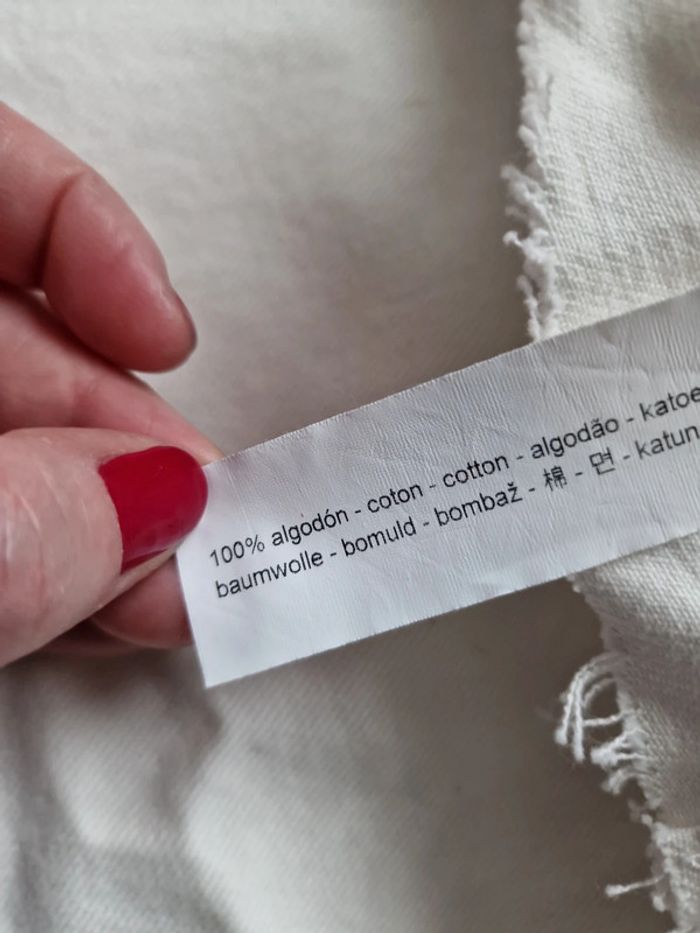 100% algodón - coton - cotton - algodão - katoe
baumwolle - bomuld - bombaž - 棉 - 면 - katun